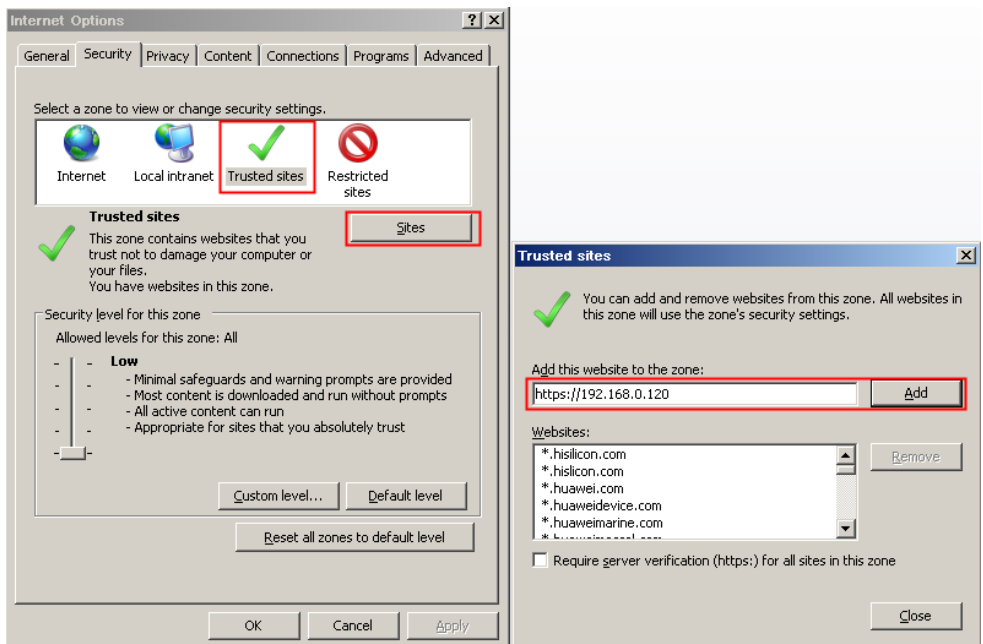 Internet Options
General Security Privacy Content Connections Programs Advanced
Select a zone to view or change security settings.
Internet Local intranet Trusted sites Restricted
sites
Trusted sites
Sites
This zone contains websites that you
trust not to damage your computer or
your files.
You have websites in this zone.
Security level for this zone
Allowed levels for this zone: All
Low
- Minimal safeguards and warning prompts are provided
- Most content is downloaded and run without prompts
- All active content can run
- Appropriate for sites that you absolutely trust
Custom level... Default level
Reset all zones to default level
OK Cancel Apply
Trusted sites
You can add and remove websites from this zone. All websites in
this zone will use the zone's security settings.
Add this website to the zone:
https://192.168.0.120 Add
Websites:
*.hisilicon.com
*.hislicon.com
*.huawei.com
*.huaweidevice.com
*.huaweimarine.com
Remove
Require server verification (https:) for all sites in this zone
Close